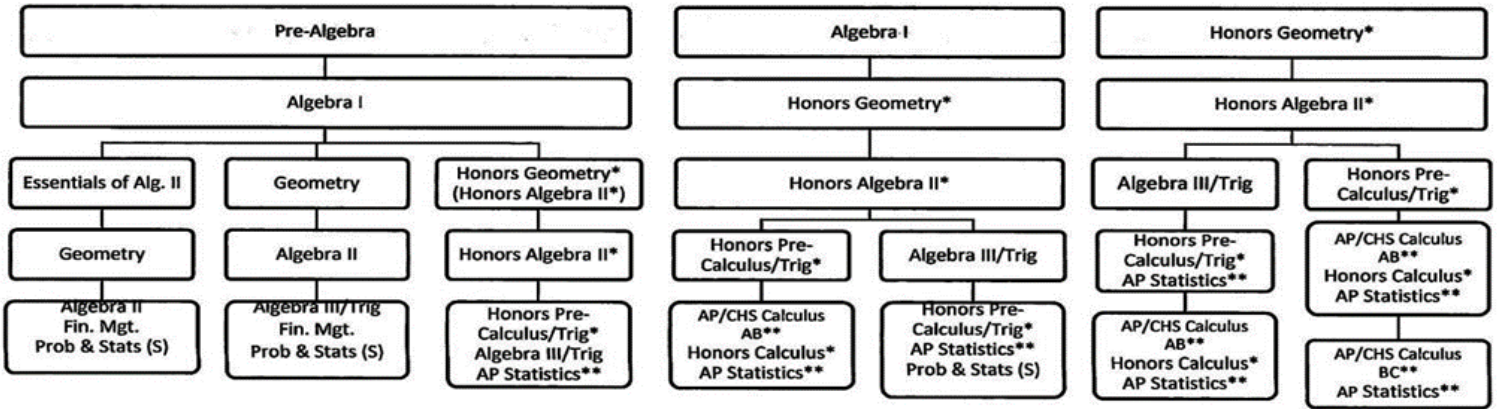 Pre-Algebra
Algebra I
Essentials of Alg. II
Geometry
Honors Geometry*
(Honors Algebra II*)
Geometry
Algebra II
Honors Algebra II*
Algebra II
Fin. Mgt.
Prob & Stats (S)
Algebra III/Trig
Fin. Mgt.
Prob & Stats (S)
Honors Pre-
Calculus/Trig*
Algebra III/Trig
AP Statistics**
Algebra I
Honors Geometry*
Honors Algebra II*
Honors Pre-
Calculus/Trig*
Algebra III/Trig
AP/CHS Calculus
AB**
Honors Calculus*
AP Statistics**
Honors Pre-
Calculus/Trig*
AP Statistics**
Prob & Stats (S)
Honors Geometry*
Honors Algebra II*
Algebra III/Trig
Honors Pre-
Calculus/Trig*
Honors Pre-
Calculus/Trig*
AP Statistics**
AP/CHS Calculus
AB**
Honors Calculus*
AP Statistics**
AP/CHS Calculus
AB**
Honors Calculus*
AP Statistics**
AP/CHS Calculus
BC**
AP Statistics**